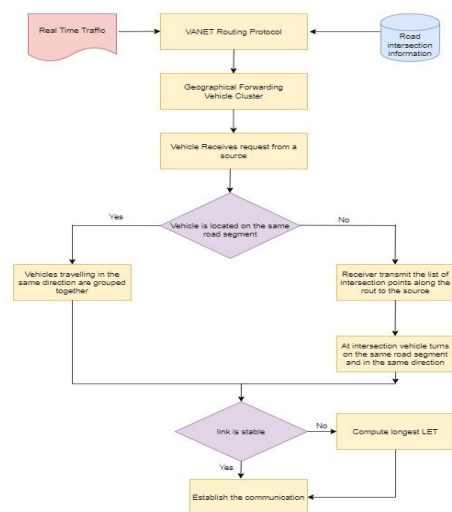 Real Time Traffic
VANET Routing Protocol
Road
intersection
information
Geographical Forwarding
Vehicle Cluster
Vehicle Receives request from a
source
Vehicle is located on the same
road segment
Yes
No
Vehicles travelling in the
same direction are grouped
together
Receiver transmit the list of
intersection points along the
rout to the source
At intersection vehicle turns
on the same road segment
and in the same direction
link is stable
No
Compute longest LET
Yes
Establish the communication